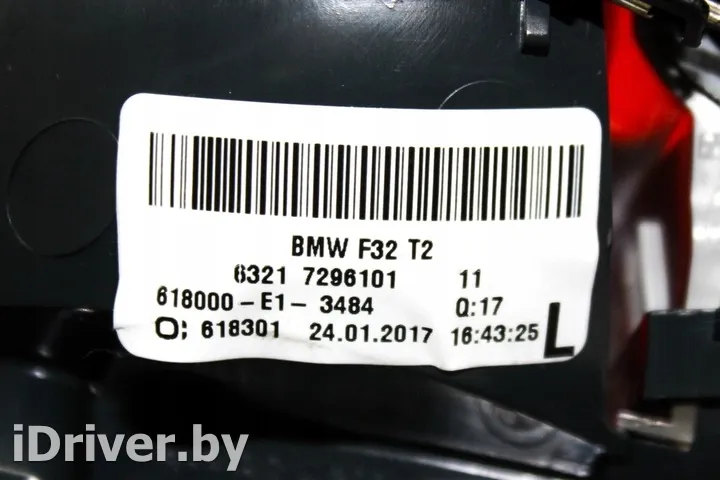 BMW F32 T2
6321 7296101 11
618000-E1-3484 Q:17
O: 618301 24.01.2017 16:43:25 L
iDriver.by